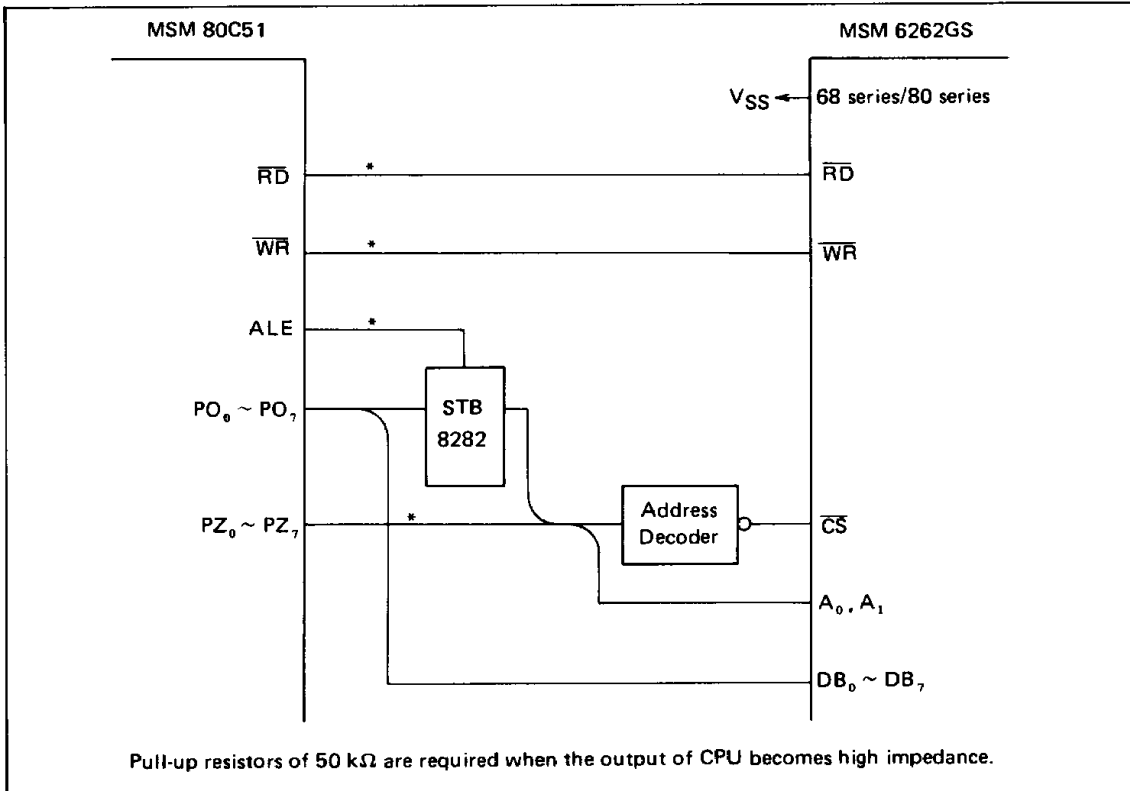 MSM 80C51
MSM 6262GS
VSS
68 series/80 series
RD
*
RD
WR
*
WR
ALE
*
PO₀ ~ PO₇
STB
8282
PZ₀ ~ PZ₇
*
Address
Decoder
CS
A₀, A₁
DB₀ ~ DB₇
Pull-up resistors of 50 kΩ are required when the output of CPU becomes high impedance.